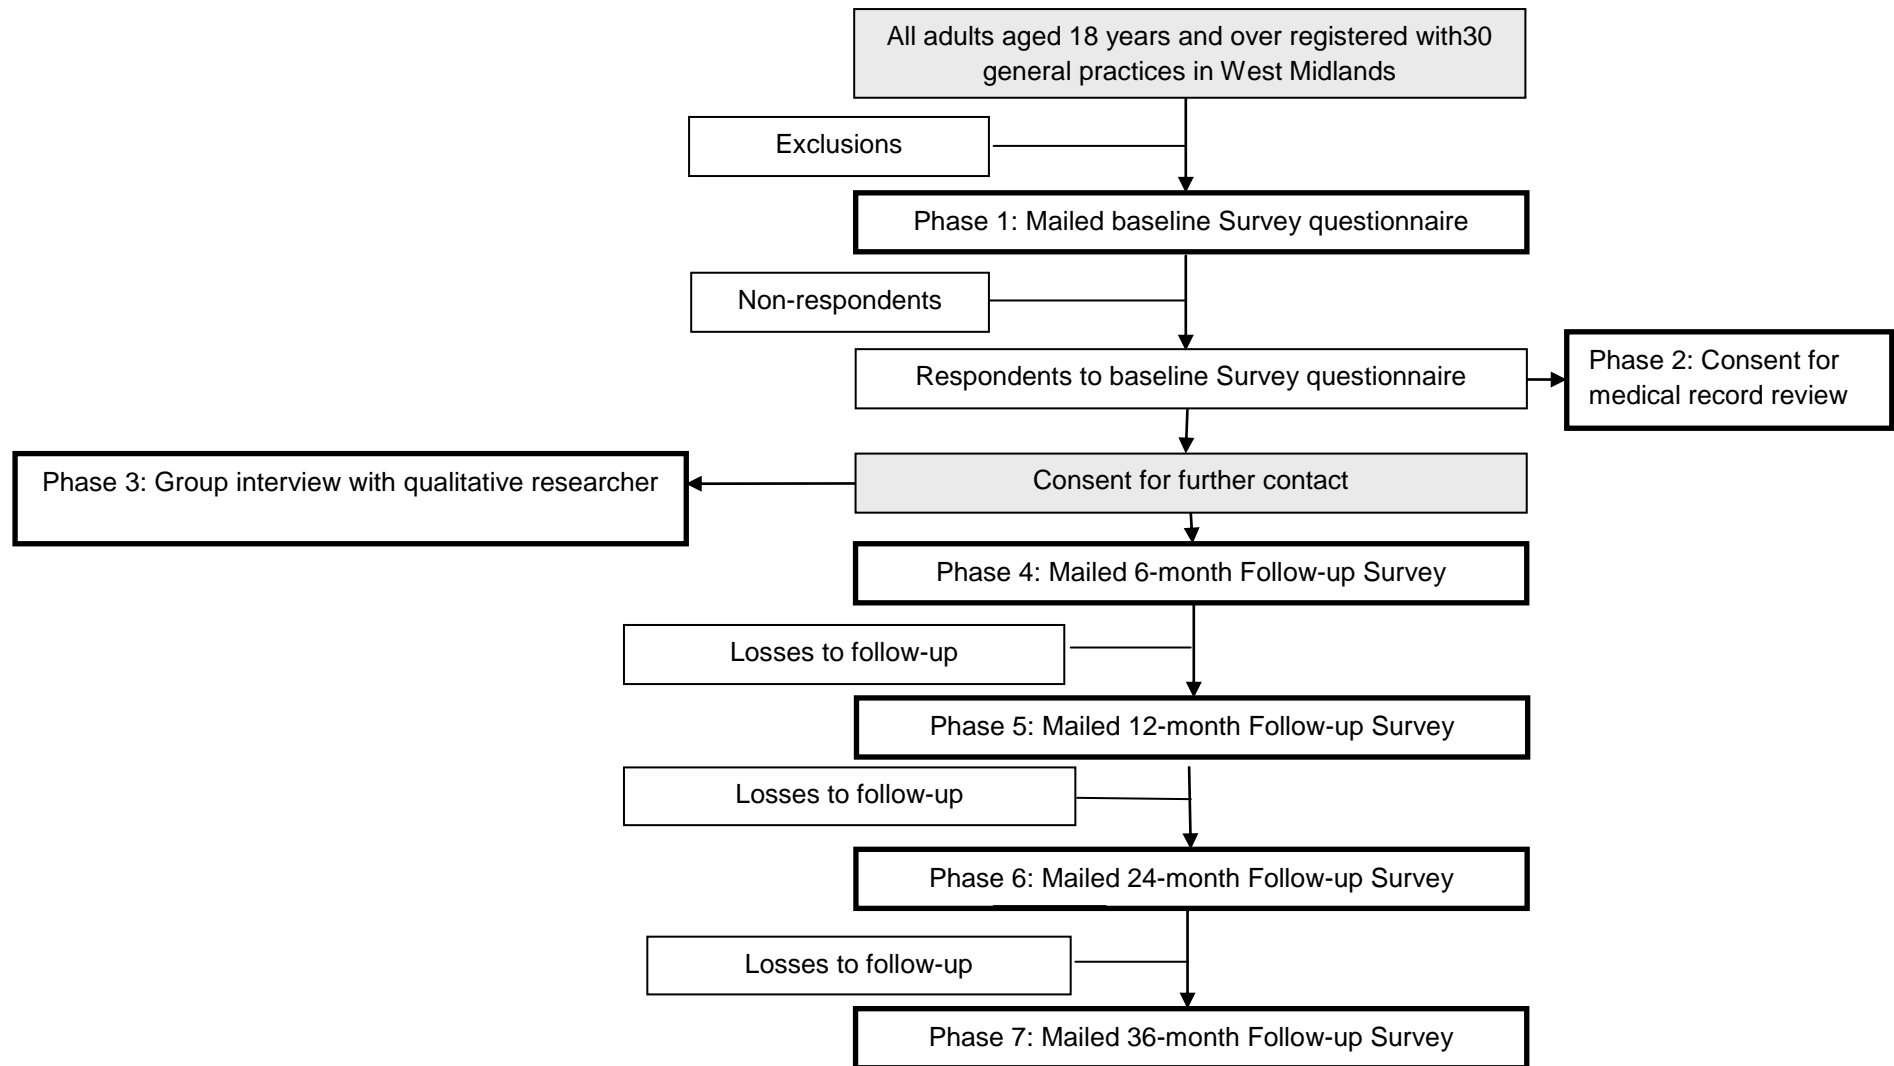 All adults aged 18 years and over registered with30
general practices in West Midlands
Exclusions
Phase 1: Mailed baseline Survey questionnaire
Non-respondents
Respondents to baseline Survey questionnaire
Phase 2: Consent for
medical record review
Consent for further contact
Phase 3: Group interview with qualitative researcher
Phase 4: Mailed 6-month Follow-up Survey
Losses to follow-up
Phase 5: Mailed 12-month Follow-up Survey
Losses to follow-up
Phase 6: Mailed 24-month Follow-up Survey
Losses to follow-up
Phase 7: Mailed 36-month Follow-up Survey